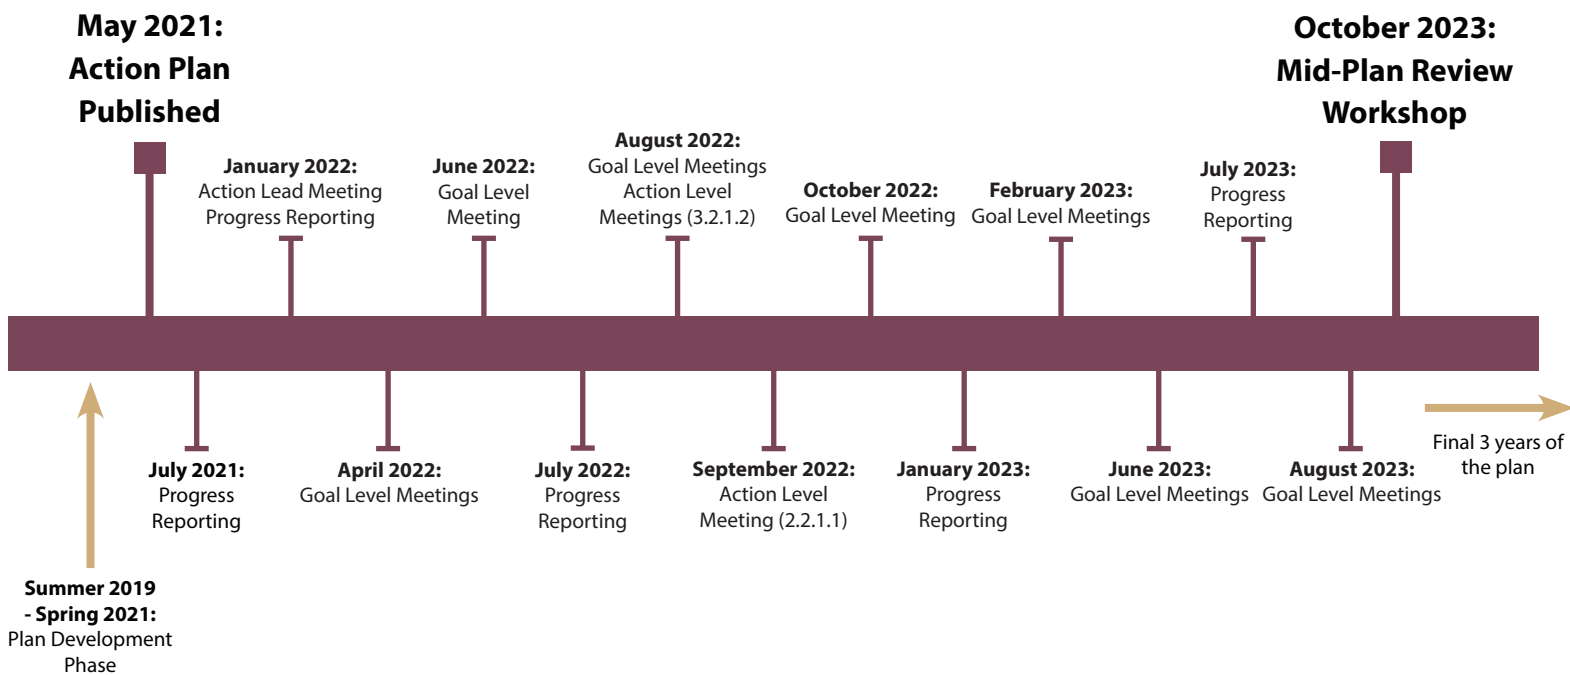 May 2021:
Action Plan
Published
October 2023:
Mid-Plan Review
Workshop
January 2022:
Action Lead Meeting
Progress Reporting
June 2022:
Goal Level
Meeting
August 2022:
Goal Level Meetings
Action Level
Meetings (3.2.1.2)
October 2022:
Goal Level Meeting
February 2023:
Goal Level Meetings
July 2023:
Progress
Reporting
July 2021:
Progress
Reporting
April 2022:
Goal Level Meetings
July 2022:
Progress
Reporting
September 2022:
Action Level
Meeting (2.2.1.1)
January 2023:
Progress
Reporting
June 2023:
Goal Level Meetings
August 2023:
Goal Level Meetings
Final 3 years of
the plan
Summer 2019
- Spring 2021:
Plan Development
Phase